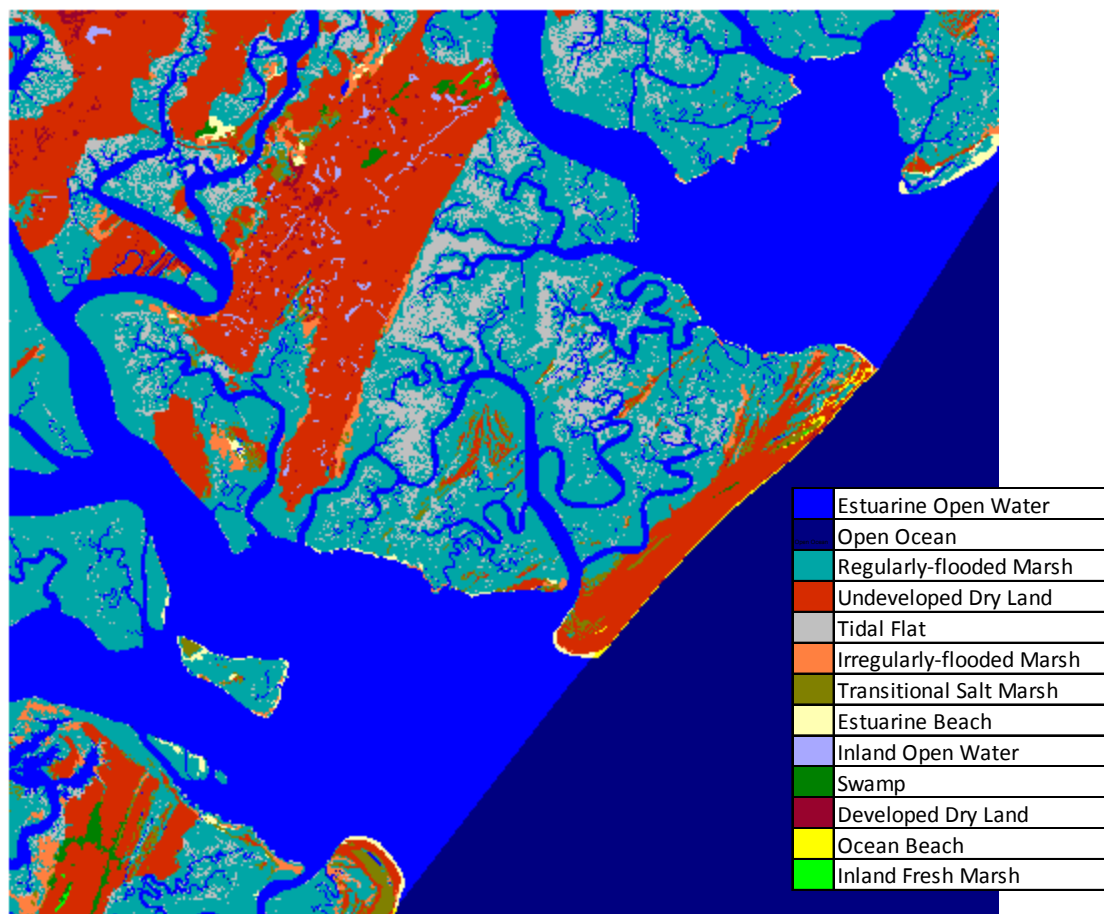 Estuarine Open Water
Open Ocean
Regularly-flooded Marsh
Undeveloped Dry Land
Tidal Flat
Irregularly-flooded Marsh
Transitional Salt Marsh
Estuarine Beach
Inland Open Water
Swamp
Developed Dry Land
Ocean Beach
Inland Fresh Marsh